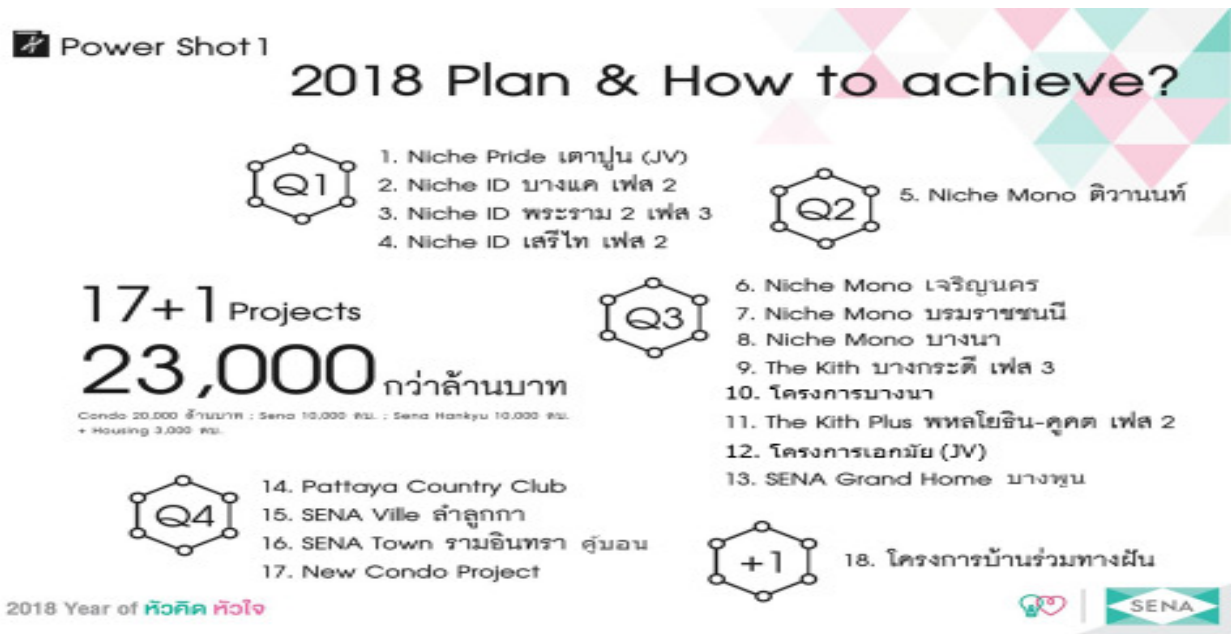 Power Shot 1
2018 Plan & How to achieve?
Q1
1. Niche Pride เตาปูน (JV)
2. Niche ID บางแค เฟส 2
3. Niche ID พระราม 2 เฟส 3
4. Niche ID เสรีไท เฟส 2
Q2
5. Niche Mono ติวานนท์
17+1 Projects
23,000 กว่าล้านบาท
Condo 20,000 ล้านบาท ; Sena 10,000 ลบ. ; Sena Hankyu 10,000 ลบ.
+ Housing 3,000 ลบ.
Q3
6. Niche Mono เจริญนคร
7. Niche Mono บรมราชชนนี
8. Niche Mono บางนา
9. The Kith บางกระดี เฟส 3
10. โครงการบางนา
11. The Kith Plus พหลโยธิน-คูคต เฟส 2
12. โครงการเอกมัย (JV)
13. SENA Grand Home บางพูน
Q4
14. Pattaya Country Club
15. SENA Ville ลำลูกกา
16. SENA Town รามอินทรา คู้บอน
17. New Condo Project
+1
18. โครงการบ้านร่วมทางฝัน
2018 Year of หัวคิด หัวใจ
SENA